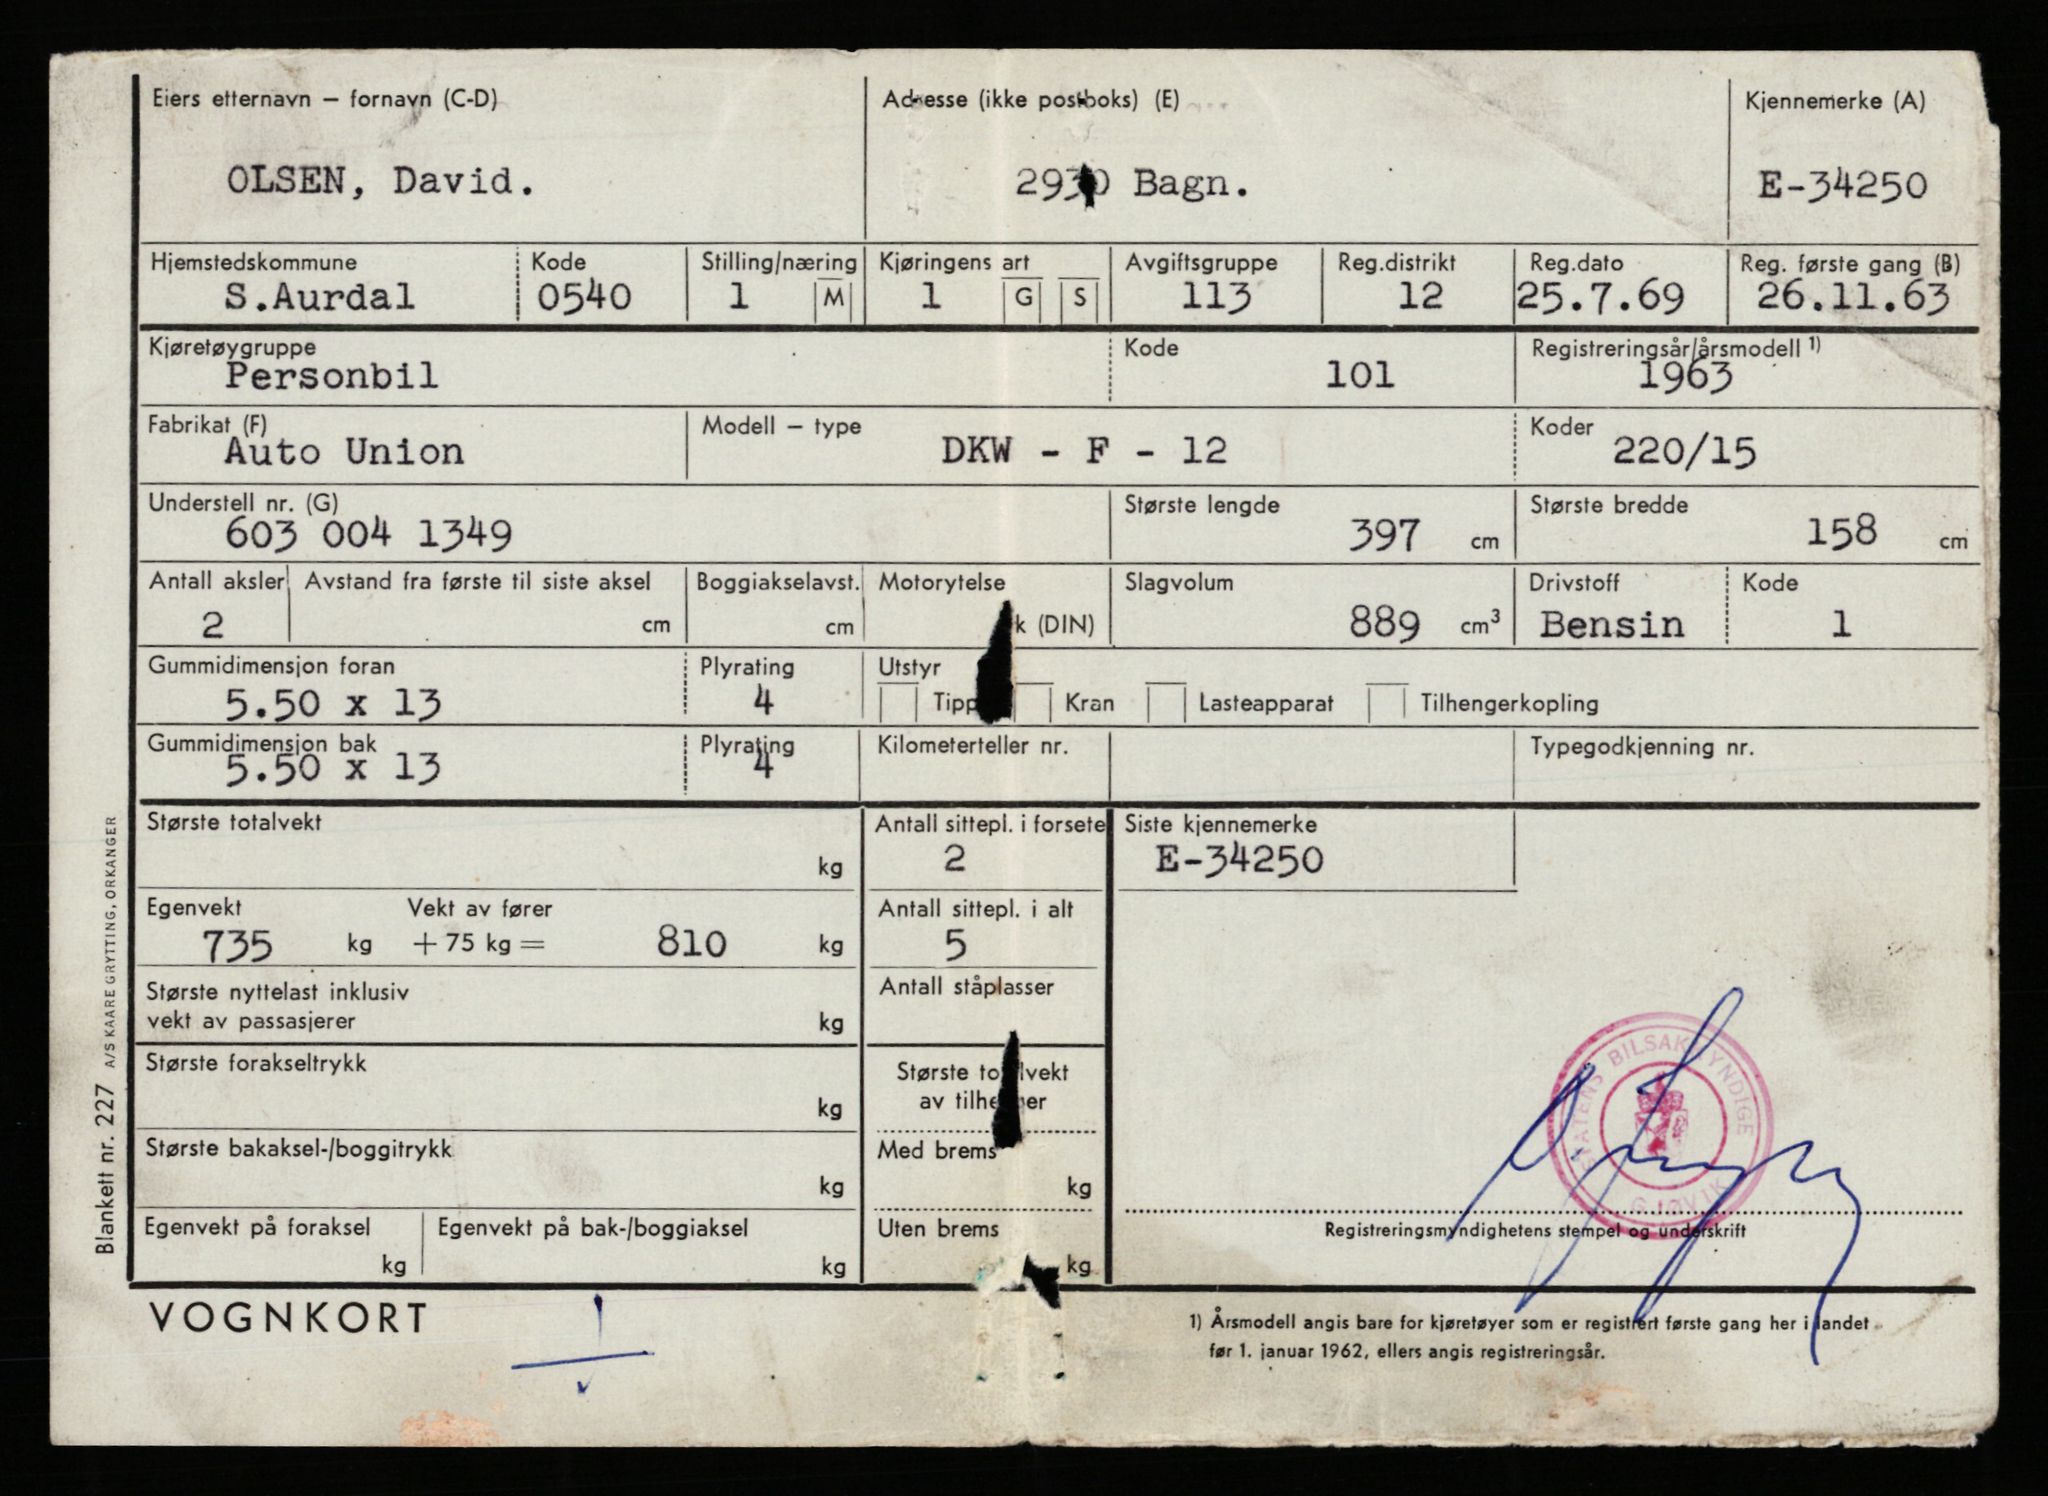 Eiers etternavn – fornavn (C-D)
Adresse (ikke postboks) (E)
Kjennemerke (A)
OLSEN, David.
2930 Bagn.
E-34250
Hjemstedskommune
Kode
Stilling/næring
Kjøringens art
Avgiftsgruppe
Reg.distrikt
Reg.dato
Reg. første gang (B)
S.Aurdal
0540
1
M
1
G
S
113
12
25.7.69
26.11.63
Kjøretøygruppe
Kode
Registreringsår/årsmodell 1)
Personbil
101
1963
Fabrikat (F)
Modell – type
Koder
Auto Union
DKW - F - 12
220/15
Understell nr. (G)
Største lengde
Største bredde
603 004 1349
397 cm
158 cm
Antall aksler
Avstand fra første til siste aksel
Boggiakselavst.
Motorytelse
Slagvolum
Drivstoff
Kode
2
cm
cm
k (DIN)
889 cm3
Bensin
1
Gummidimensjon foran
Plyrating
Utstyr
5.50 x 13
4
Tipp
Kran
Lasteapparat
Tilhengerkopling
Gummidimensjon bak
Plyrating
Kilometerteller nr.
Typegodkjenning nr.
5.50 x 13
4
Største totalvekt
kg
Antall sittepl. i forsete
2
Siste kjennemerke
E-34250
Egenvekt
Vekt av fører
Antall sittepl. i alt
735 kg + 75 kg = 810 kg
5
Største nyttelast inklusiv
vekt av passasjerer
kg
Antall ståplasser
Største forakseltrykk
kg
Største totalvekt
av tilhenger
Største bakaksel-/boggitrykk
kg
Med brems
kg
Egenvekt på foraksel
kg
Egenvekt på bak-/boggiaksel
kg
Uten brems
kg
STATENS BILSAKKYNDIGE
GJØVIK
Registreringsmyndighetens stempel og underskrift
VOGNKORT
1) Årsmodell angis bare for kjøretøyer som er registrert første gang her i landet
før 1. januar 1962, ellers angis registreringsår.
Blankett nr. 227 A/S KAARE GRYTTING, ORKANGER